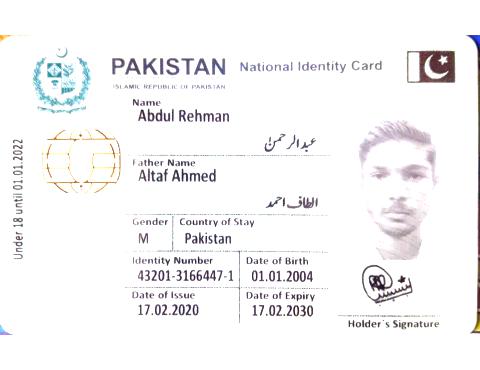 PAKISTAN National Identity Card
ISLAMIC REPUBLIC OF PAKISTAN
Name
Abdul Rehman
عبدالرحمن
Father Name
Altaf Ahmed
الطاف احمد
Gender Country of Stay
M Pakistan
Identity Number Date of Birth
43201-3166447-1 01.01.2004
Date of Issue Date of Expiry
17.02.2020 17.02.2030
Holder's Signature
Under 18 until 01.01.2022